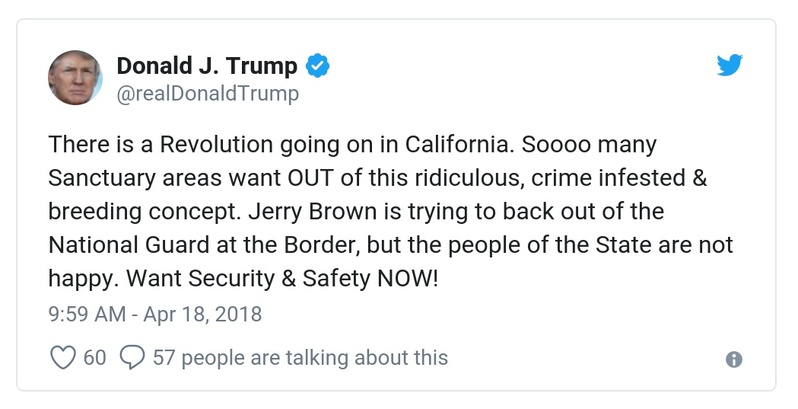 Donald J. Trump
@realDonaldTrump
There is a Revolution going on in California. Soooo many
Sanctuary areas want OUT of this ridiculous, crime infested &
breeding concept. Jerry Brown is trying to back out of the
National Guard at the Border, but the people of the State are not
happy. Want Security & Safety NOW!
9:59 AM - Apr 18, 2018
60 57 people are talking about this